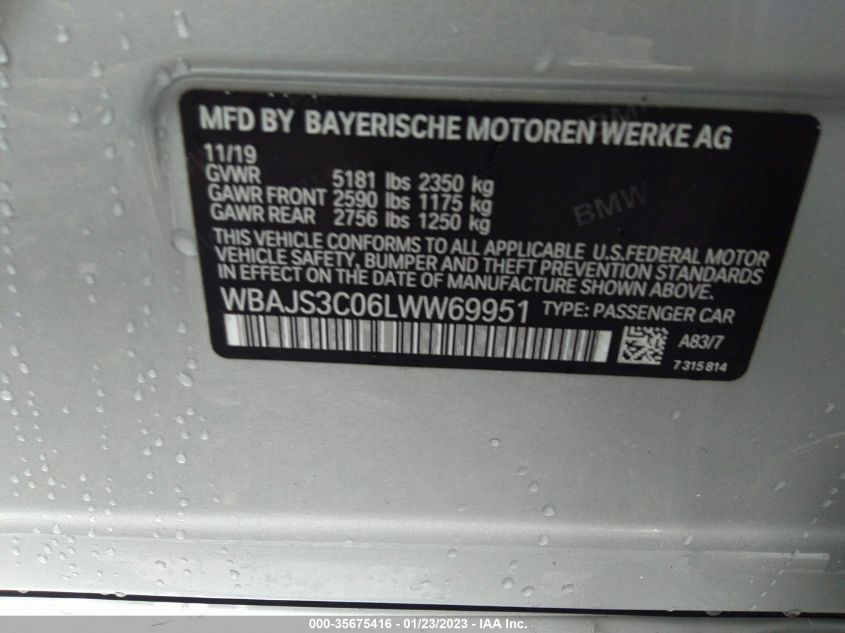 MFD BY BAYERISCHE MOTOREN WERKE AG
11/19
GVWR 5181 lbs 2350 kg
GAWR FRONT 2590 lbs 1175 kg
GAWR REAR 2756 lbs 1250 kg
THIS VEHICLE CONFORMS TO ALL APPLICABLE U.S.FEDERAL MOTOR
VEHICLE SAFETY, BUMPER AND THEFT PREVENTION STANDARDS
IN EFFECT ON THE DATE OF MANUFACTURE SHOWN ABOVE.
WBAJS3C06LWW69951 TYPE: PASSENGER CAR
A83/7
7 315 814
BMW
BMW
000-35675416 - 01/23/2023 - IAA Inc.